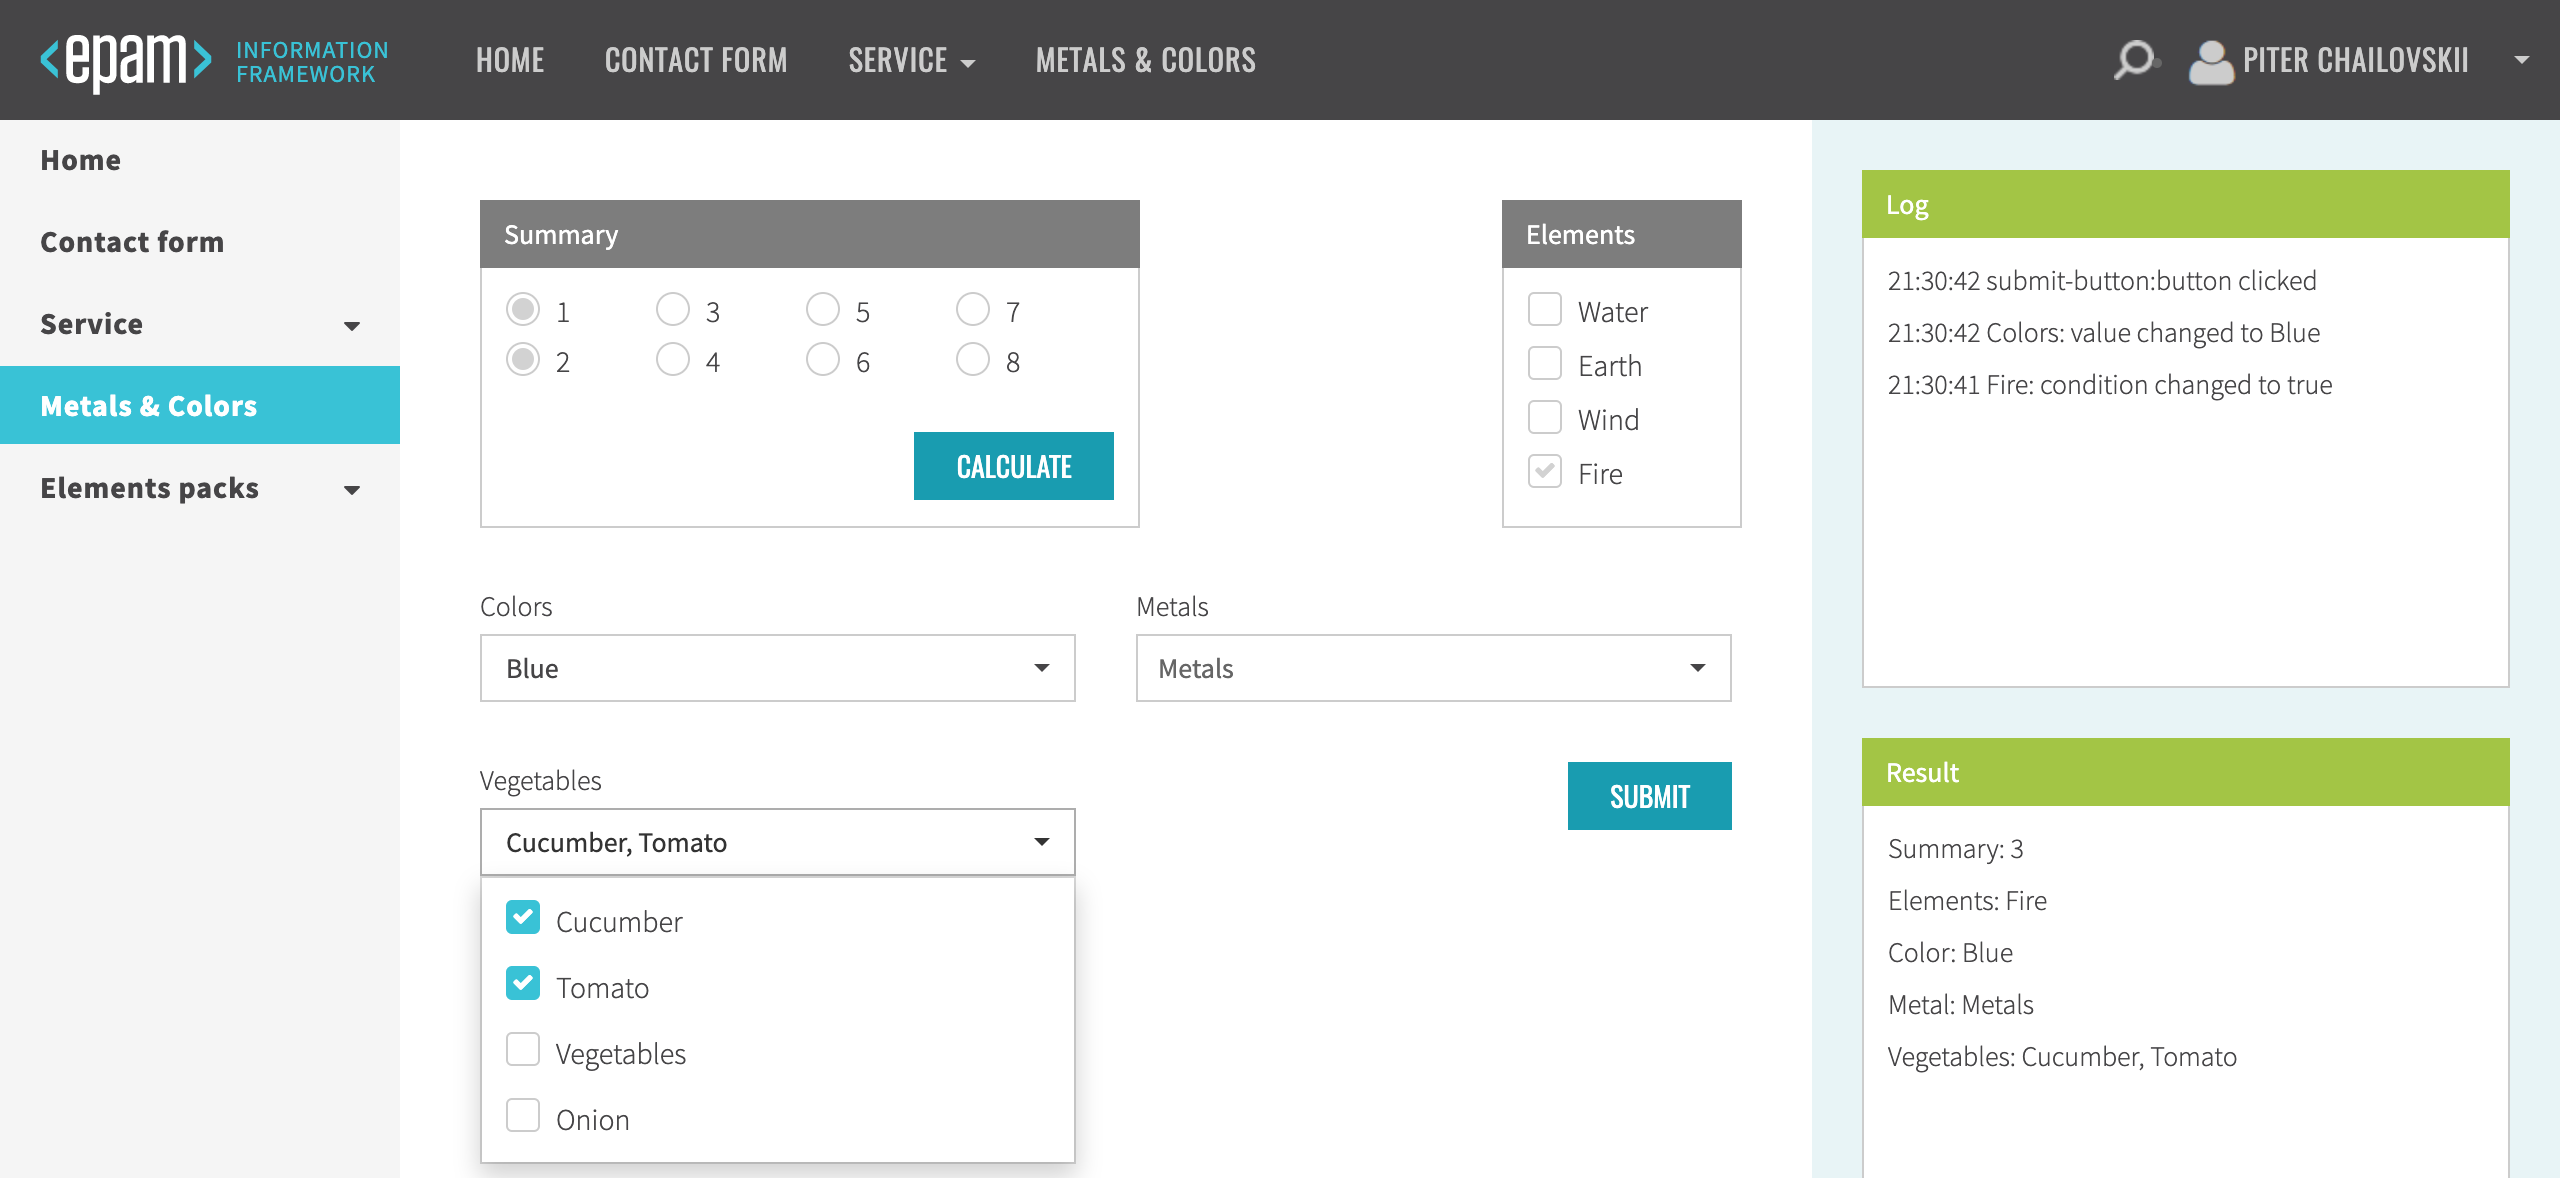 <epam>
INFORMATION
FRAMEWORK
HOME
CONTACT FORM
SERVICE
METALS & COLORS
PITER CHAILOVSKII
Home
Contact form
Service
Metals & Colors
Elements packs
Summary
1
3
5
7
2
4
6
8
CALCULATE
Elements
Water
Earth
Wind
Fire
Colors
Blue
Metals
Metals
Vegetables
Cucumber, Tomato
Cucumber
Tomato
Vegetables
Onion
SUBMIT
Log
21:30:42 submit-button:button clicked
21:30:42 Colors: value changed to Blue
21:30:41 Fire: condition changed to true
Result
Summary: 3
Elements: Fire
Color: Blue
Metal: Metals
Vegetables: Cucumber, Tomato